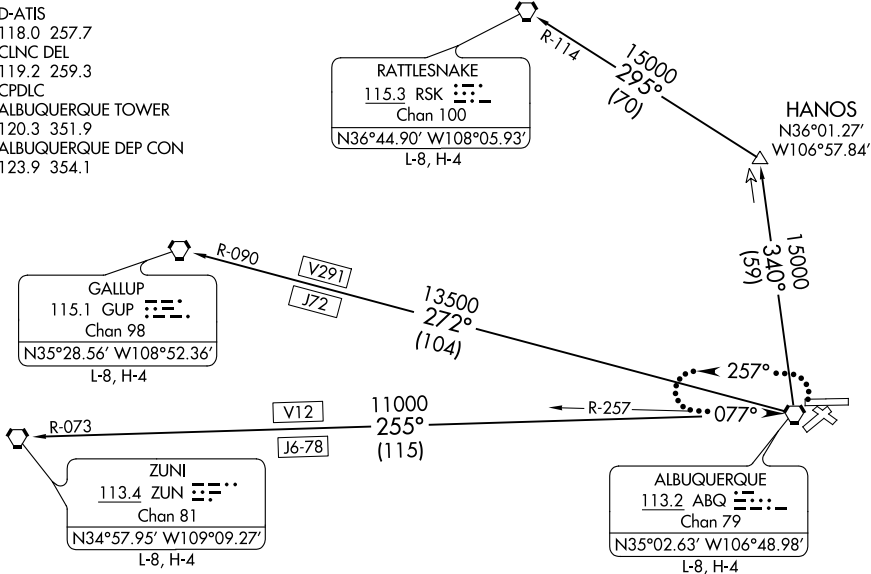 D-ATIS
118.0 257.7
CLNC DEL
119.2 259.3
CPDLC
ALBUQUERQUE TOWER
120.3 351.9
ALBUQUERQUE DEP CON
123.9 354.1
RATTLESNAKE
115.3 RSK
Chan 100
N36°44.90' W108°05.93'
L-8, H-4
R-114
15000
295°
(70)
HANOS
N36°01.27'
W106°57.84'
15000
340°
(59)
GALLUP
115.1 GUP
Chan 98
N35°28.56' W108°52.36'
L-8, H-4
R-090
V291
J72
13500
272°
(104)
257°
077°
R-257
R-073
V12
J6-78
11000
255°
(115)
ZUNI
113.4 ZUN
Chan 81
N34°57.95' W109°09.27'
L-8, H-4
ALBUQUERQUE
113.2 ABQ
Chan 79
N35°02.63' W106°48.98'
L-8, H-4